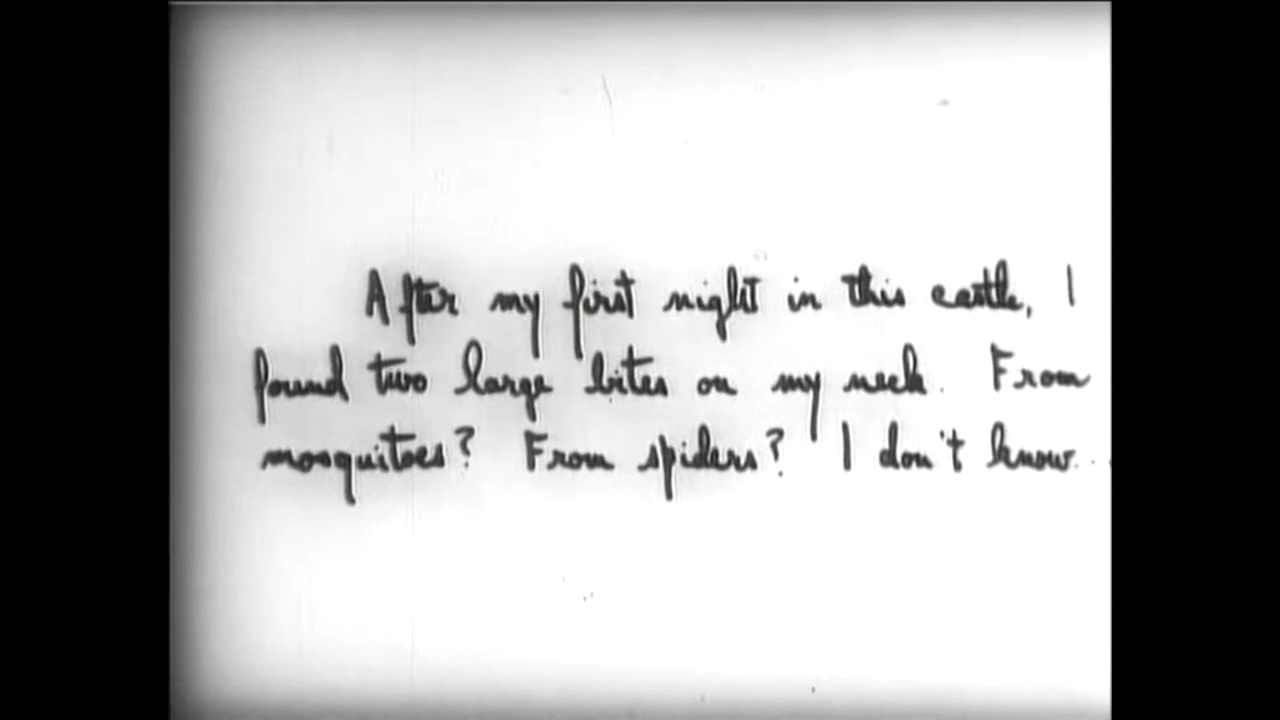 After my first night in this castle, I
found two large bites on my neck. From
mosquitoes? From spiders? I don't know...